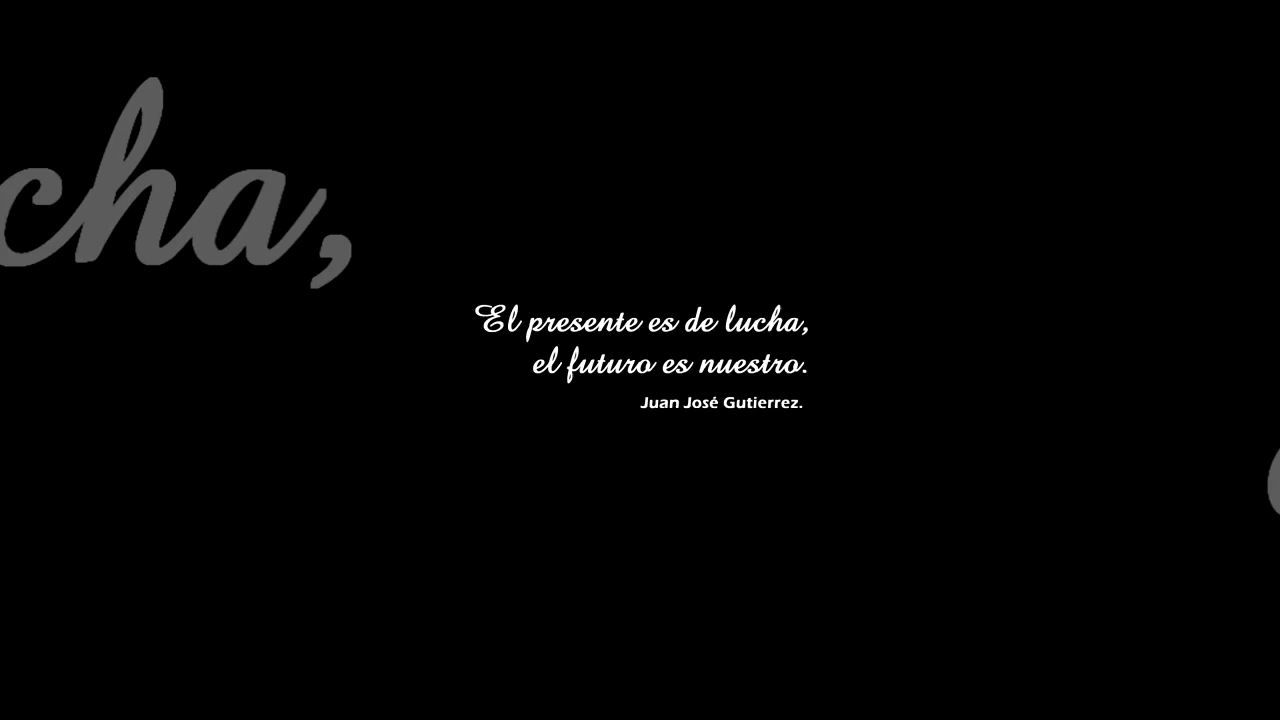 cha,
El presente es de lucha,
el futuro es nuestro.
Juan José Gutierrez.